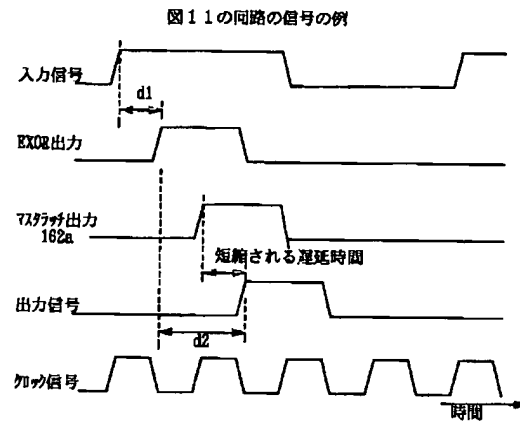 図11の回路の信号の例
入力信号
d1
EXOR出力
マスタラッチ出力
162a
短縮される遅延時間
出力信号
d2
クロック信号
時間